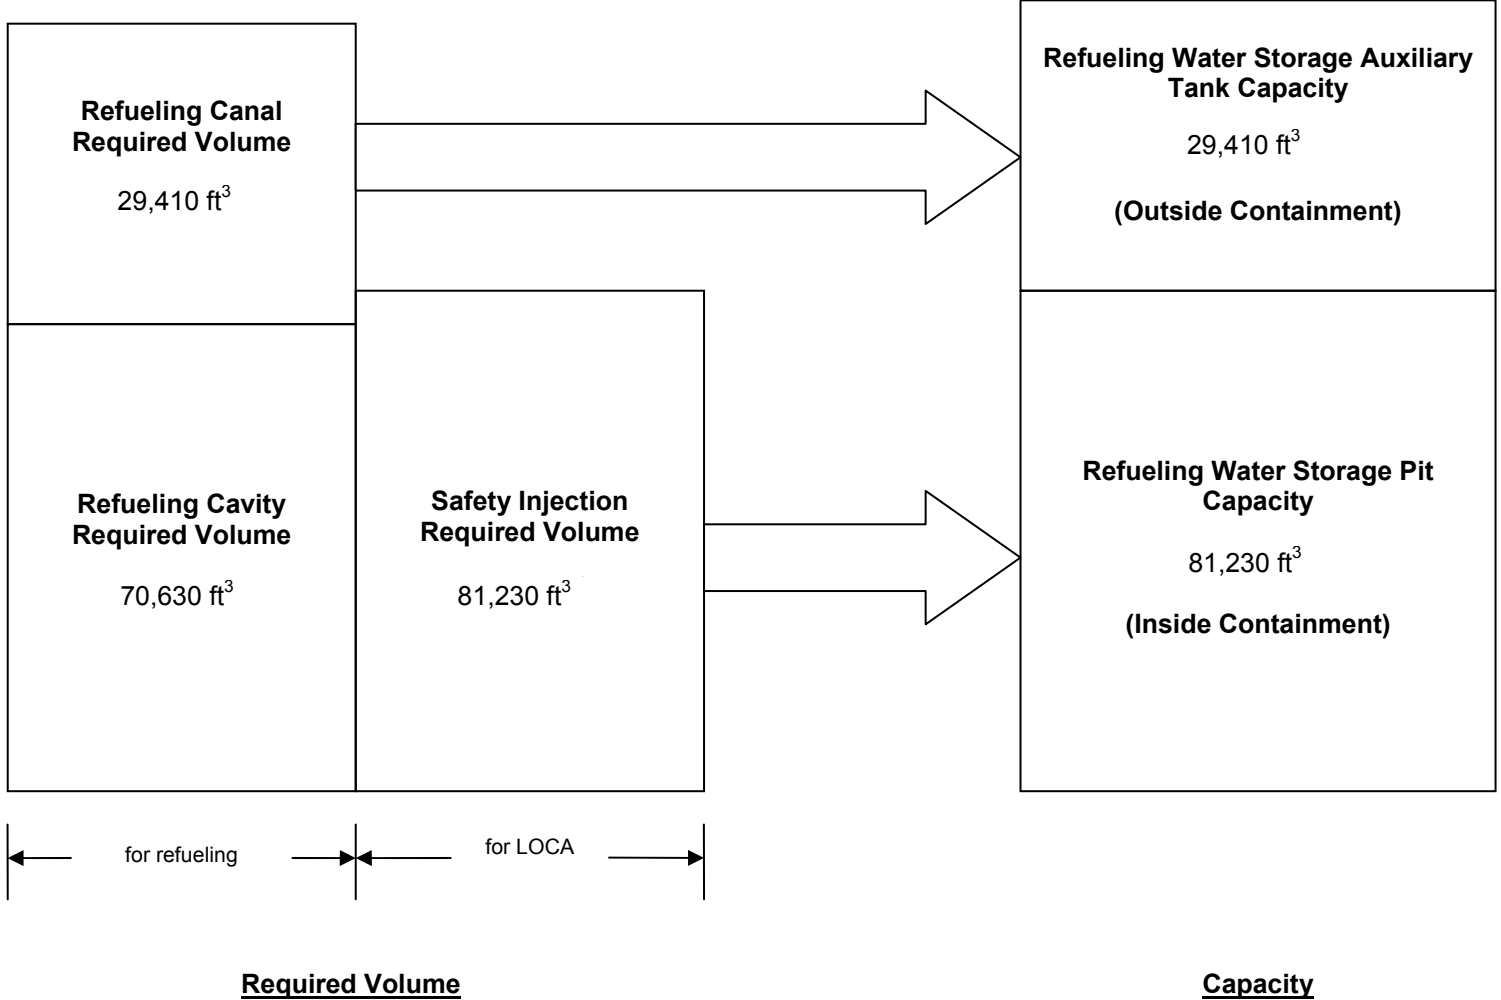 Refueling Canal
Required Volume
29,410 ft³
Refueling Cavity
Required Volume
70,630 ft³
Safety Injection
Required Volume
81,230 ft³
Refueling Water Storage Auxiliary
Tank Capacity
29,410 ft³
(Outside Containment)
Refueling Water Storage Pit
Capacity
81,230 ft³
(Inside Containment)
for refueling
for LOCA
Required Volume
Capacity